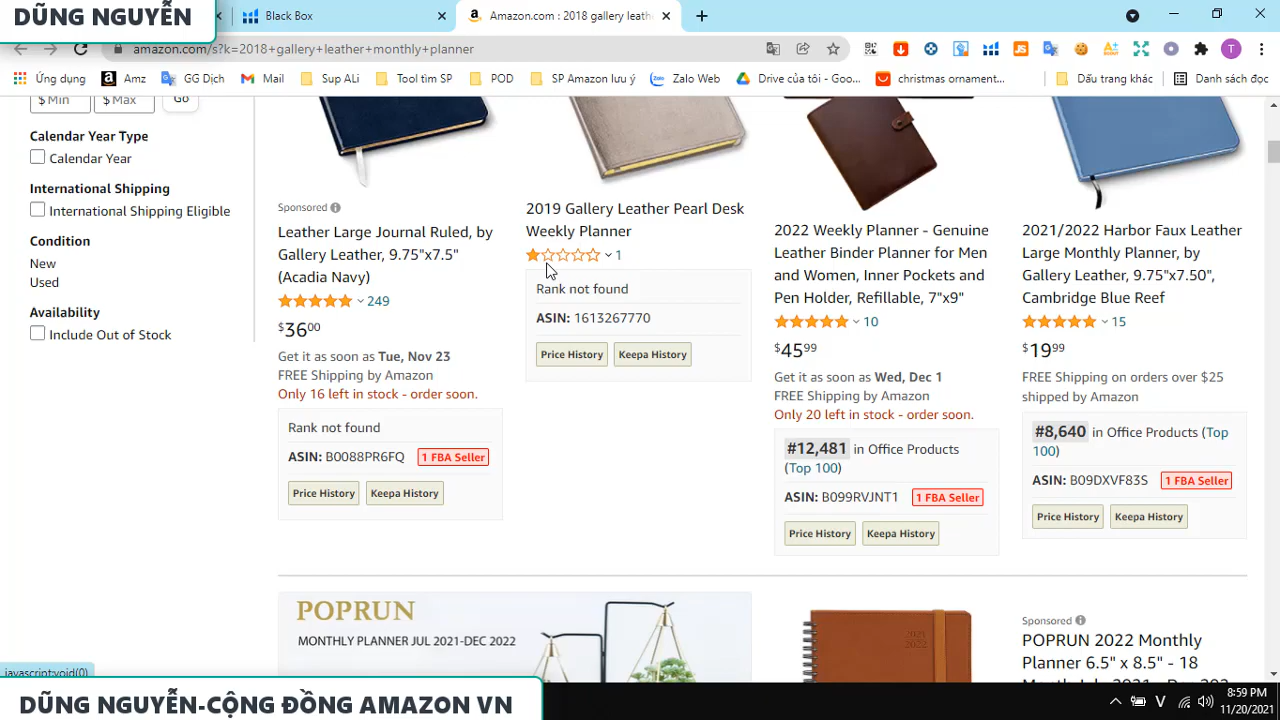 DŨNG NGUYỄN
Black Box
Amazon.com : 2018 gallery leath
amazon.com/s?k=2018+gallery+leather+monthly+planner
T
Ứng dụng
Amz
GG Dịch
Mail
Sup ALi
Tool tìm SP
POD
SP Amazon lưu ý
Zalo Web
Drive của tôi - Goo...
christmas ornament...
Dấu trang khác
Danh sách đọc
$ Min
$ Max
Go
Calendar Year Type
Calendar Year
International Shipping
International Shipping Eligible
Condition
New
Used
Availability
Include Out of Stock
Sponsored
Leather Large Journal Ruled, by
Gallery Leather, 9.75"x7.5"
(Acadia Navy)
249
$3600
Get it as soon as Tue, Nov 23
FREE Shipping by Amazon
Only 16 left in stock - order soon.
Rank not found
ASIN: B0088PR6FQ
1 FBA Seller
Price History
Keepa History
2019 Gallery Leather Pearl Desk
Weekly Planner
1
Rank not found
ASIN: 1613267770
Price History
Keepa History
2022 Weekly Planner - Genuine
Leather Binder Planner for Men
and Women, Inner Pockets and
Pen Holder, Refillable, 7"x9"
10
$4599
Get it as soon as Wed, Dec 1
FREE Shipping by Amazon
Only 20 left in stock - order soon.
#12,481 in Office Products
(Top 100)
ASIN: B099RVJNT1
1 FBA Seller
Price History
Keepa History
2021/2022 Harbor Faux Leather
Large Monthly Planner, by
Gallery Leather, 9.75"x7.50",
Cambridge Blue Reef
15
$1999
FREE Shipping on orders over $25
shipped by Amazon
#8,640 in Office Products (Top
100)
ASIN: B09DXVF83S
1 FBA Seller
Price History
Keepa History
POPRUN
MONTHLY PLANNER JUL 2021-DEC 2022
2021
2022
Sponsored
POPRUN 2022 Monthly
Planner 6.5" x 8.5" - 18
javascript:void(0)
DŨNG NGUYỄN-CỘNG ĐỒNG AMAZON VN
V
8:59 PM
11/20/2021